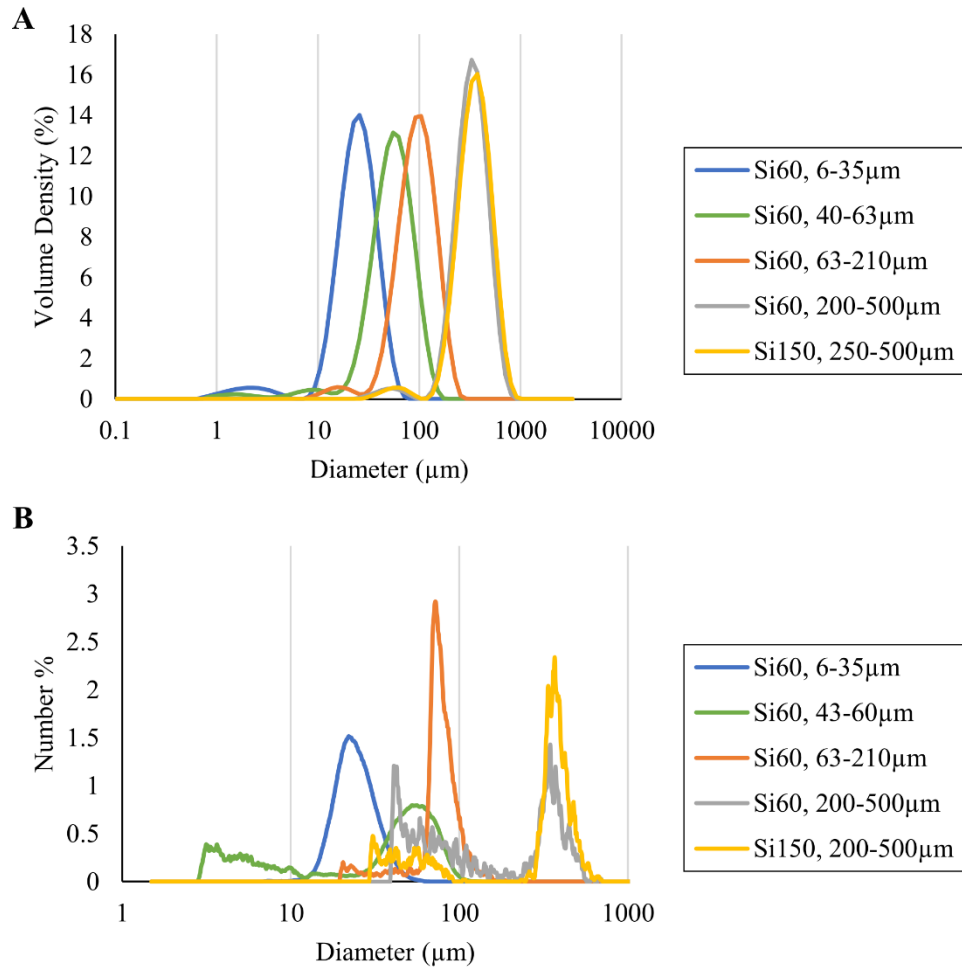 A
Volume Density (%)
18
16
14
12
10
8
6
4
2
0
0.1 1 10 100 1000 10000
Diameter (µm)
Si60, 6-35µm
Si60, 40-63µm
Si60, 63-210µm
Si60, 200-500µm
Si150, 250-500µm
B
Number %
3.5
3
2.5
2
1.5
1
0.5
0
1 10 100 1000
Diameter (µm)
Si60, 6-35µm
Si60, 43-60µm
Si60, 63-210µm
Si60, 200-500µm
Si150, 200-500µm